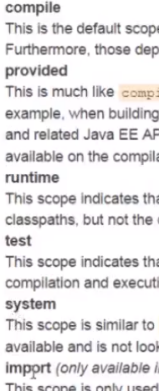 compile
This is the default scope
Furthermore, those dep
provided
This is much like compi
example, when building
and related Java EE AP
available on the compila
runtime
This scope indicates tha
classpaths, but not the
test
This scope indicates tha
compilation and executi
system
This scope is similar to
available and is not look
import (only available i
This scope is only used